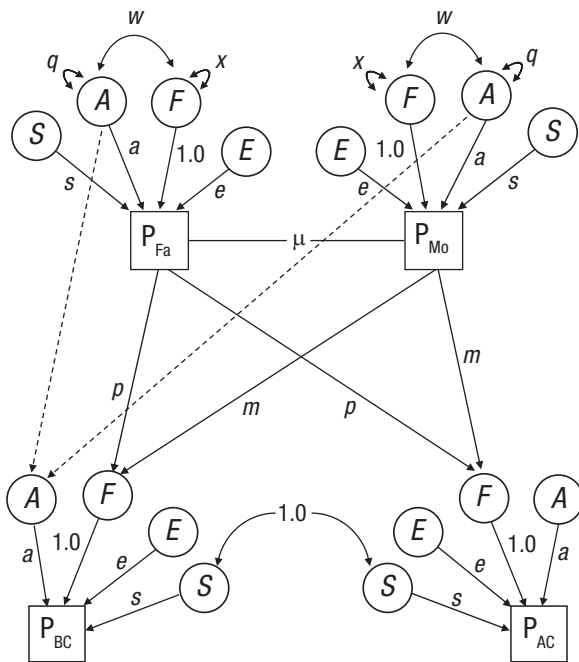 w w
q x x q
A F F A
S S
a 1.0 E E 1.0 a
s e e s
P_Fa μ P_Mo
p m p m
A F F A
1.0
E E
a 1.0 e S S e 1.0 a
s s
P_BC P_AC